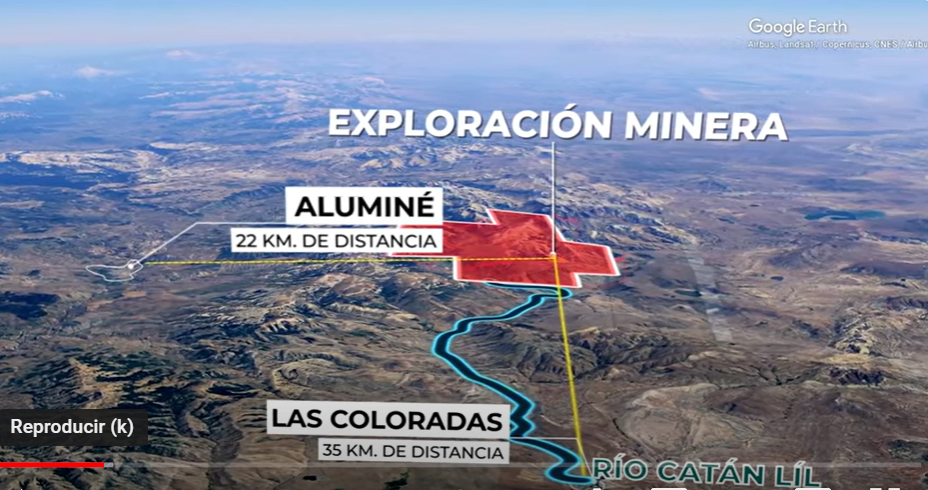 Google Earth
Airbus, Landsat / Copernicus, CNES / Airbu
EXPLORACIÓN MINERA
ALUMINÉ
22 KM. DE DISTANCIA
Reproducir (k)
LAS COLORADAS
35 KM. DE DISTANCIA
RÍO CATÁN LÍL